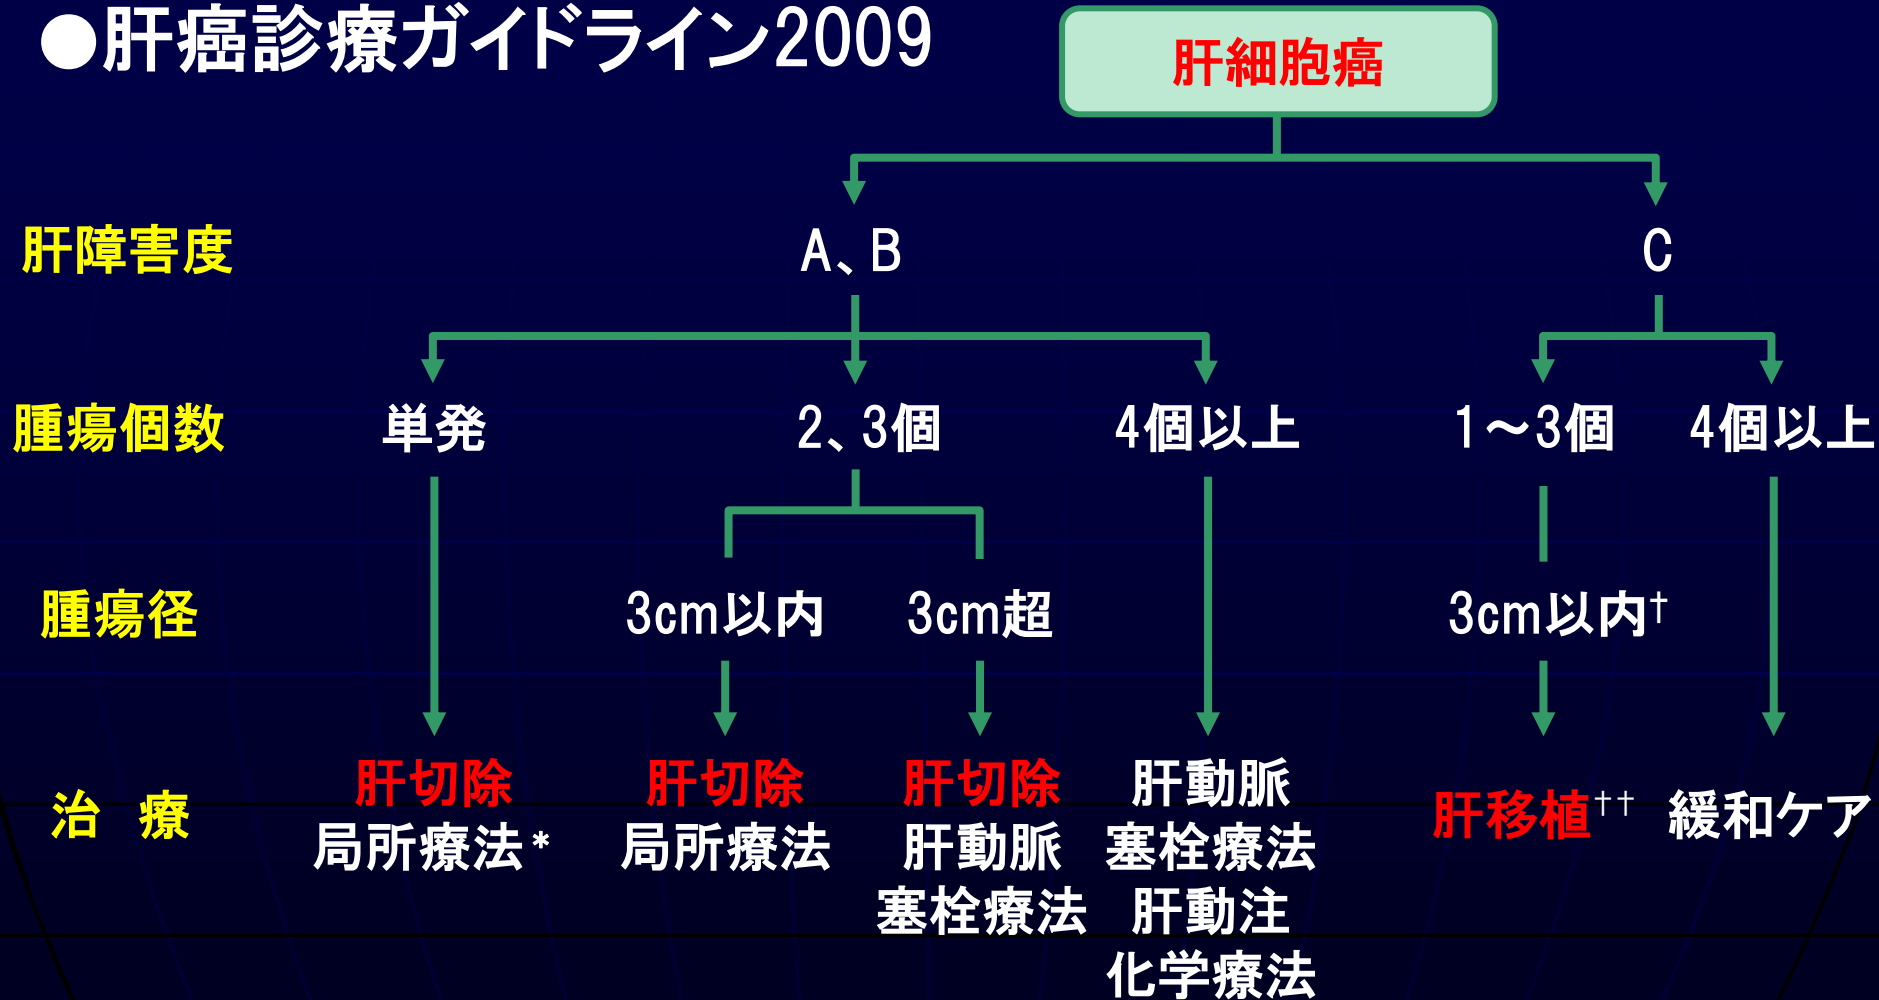 ●肝癌診療ガイドライン2009
肝細胞癌
肝障害度
A、B
C
腫瘍個数
単発
2、3個
4個以上
1～3個
4個以上
腫瘍径
3cm以内
3cm超
3cm以内†
治 療
肝切除
局所療法*
肝切除
局所療法
肝切除
肝動脈
塞栓療法
肝動脈
塞栓療法
肝動注
化学療法
肝移植††
緩和ケア